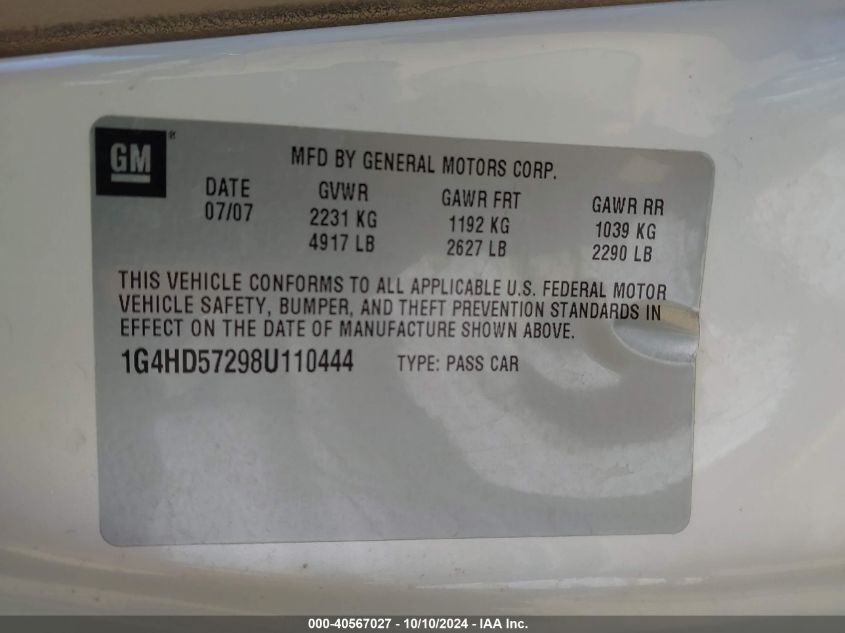 GM®
MFD BY GENERAL MOTORS CORP.
DATE GVWR GAWR FRT GAWR RR
07/07 2231 KG 1192 KG 1039 KG
4917 LB 2627 LB 2290 LB
THIS VEHICLE CONFORMS TO ALL APPLICABLE U.S. FEDERAL MOTOR
VEHICLE SAFETY, BUMPER, AND THEFT PREVENTION STANDARDS IN
EFFECT ON THE DATE OF MANUFACTURE SHOWN ABOVE.
1G4HD57298U110444 TYPE: PASS CAR
000-40567027 - 10/10/2024 - IAA Inc.